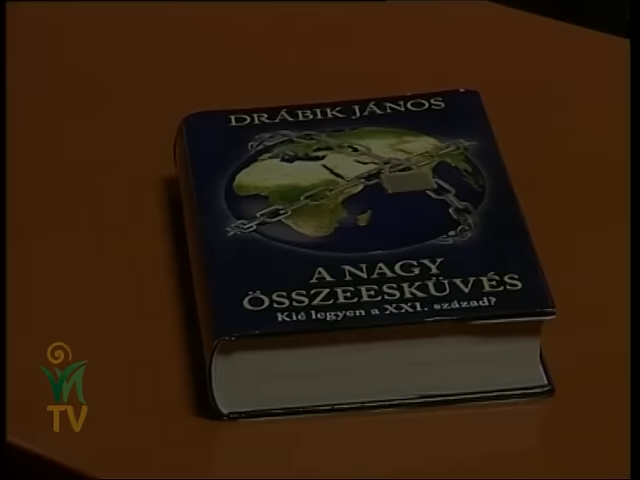 DRÁBIK JÁNOS
A NAGY
ÖSSZEESKÜVÉS
Kié legyen a XXI. század?
TV